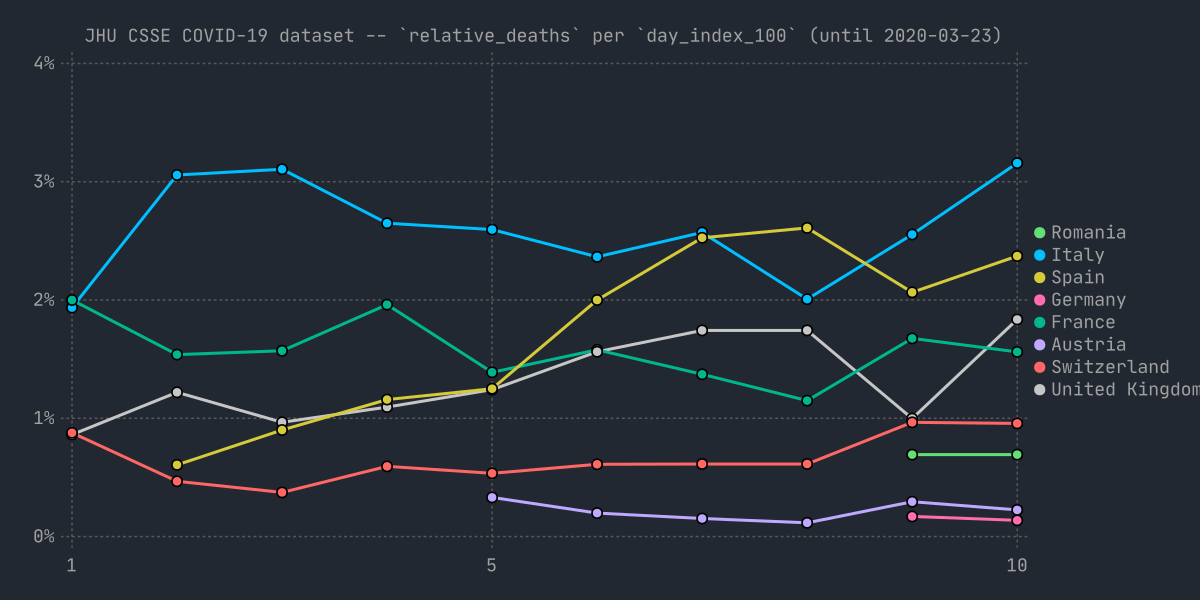 JHU CSSE COVID-19 dataset -- `relative_deaths` per `day_index_100` (until 2020-03-23)
4%
3%
2%
1%
0%
1
5
10
Romania
Italy
Spain
Germany
France
Austria
Switzerland
United Kingdom